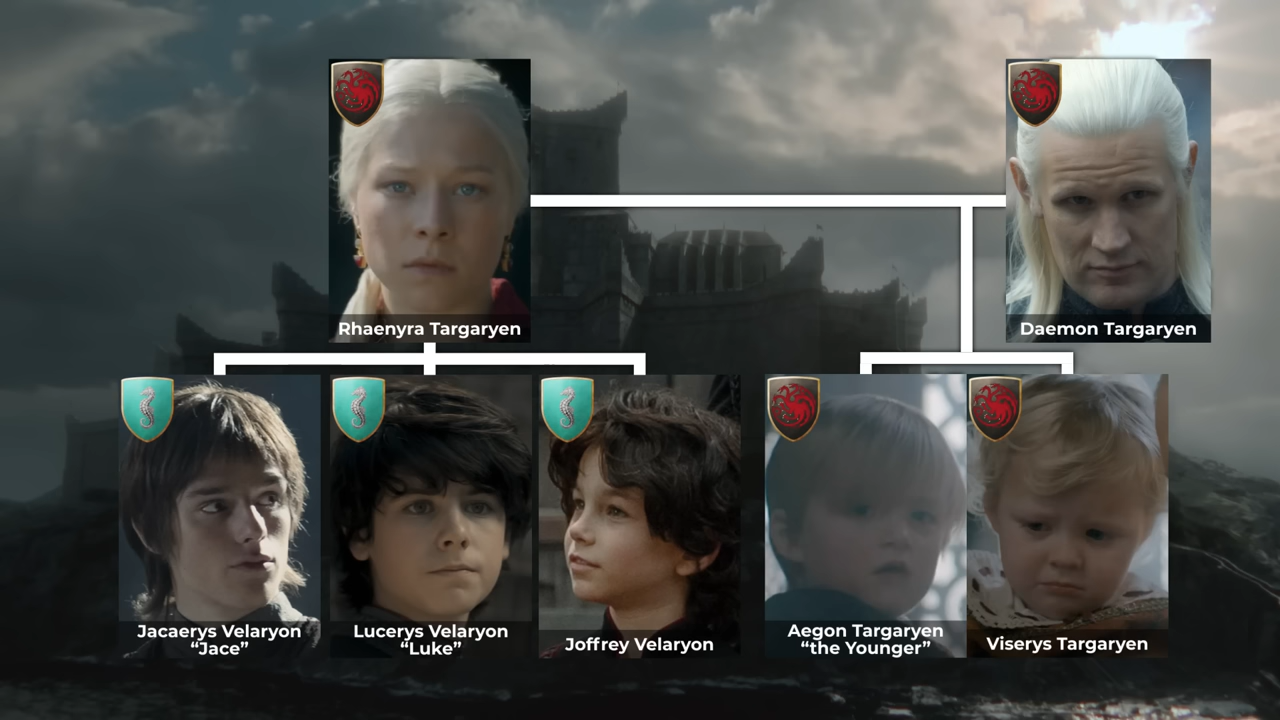 Rhaenyra Targaryen
Daemon Targaryen
Jacaerys Velaryon
“Jace”
Lucerys Velaryon
“Luke”
Joffrey Velaryon
Aegon Targaryen
“the Younger”
Viserys Targaryen